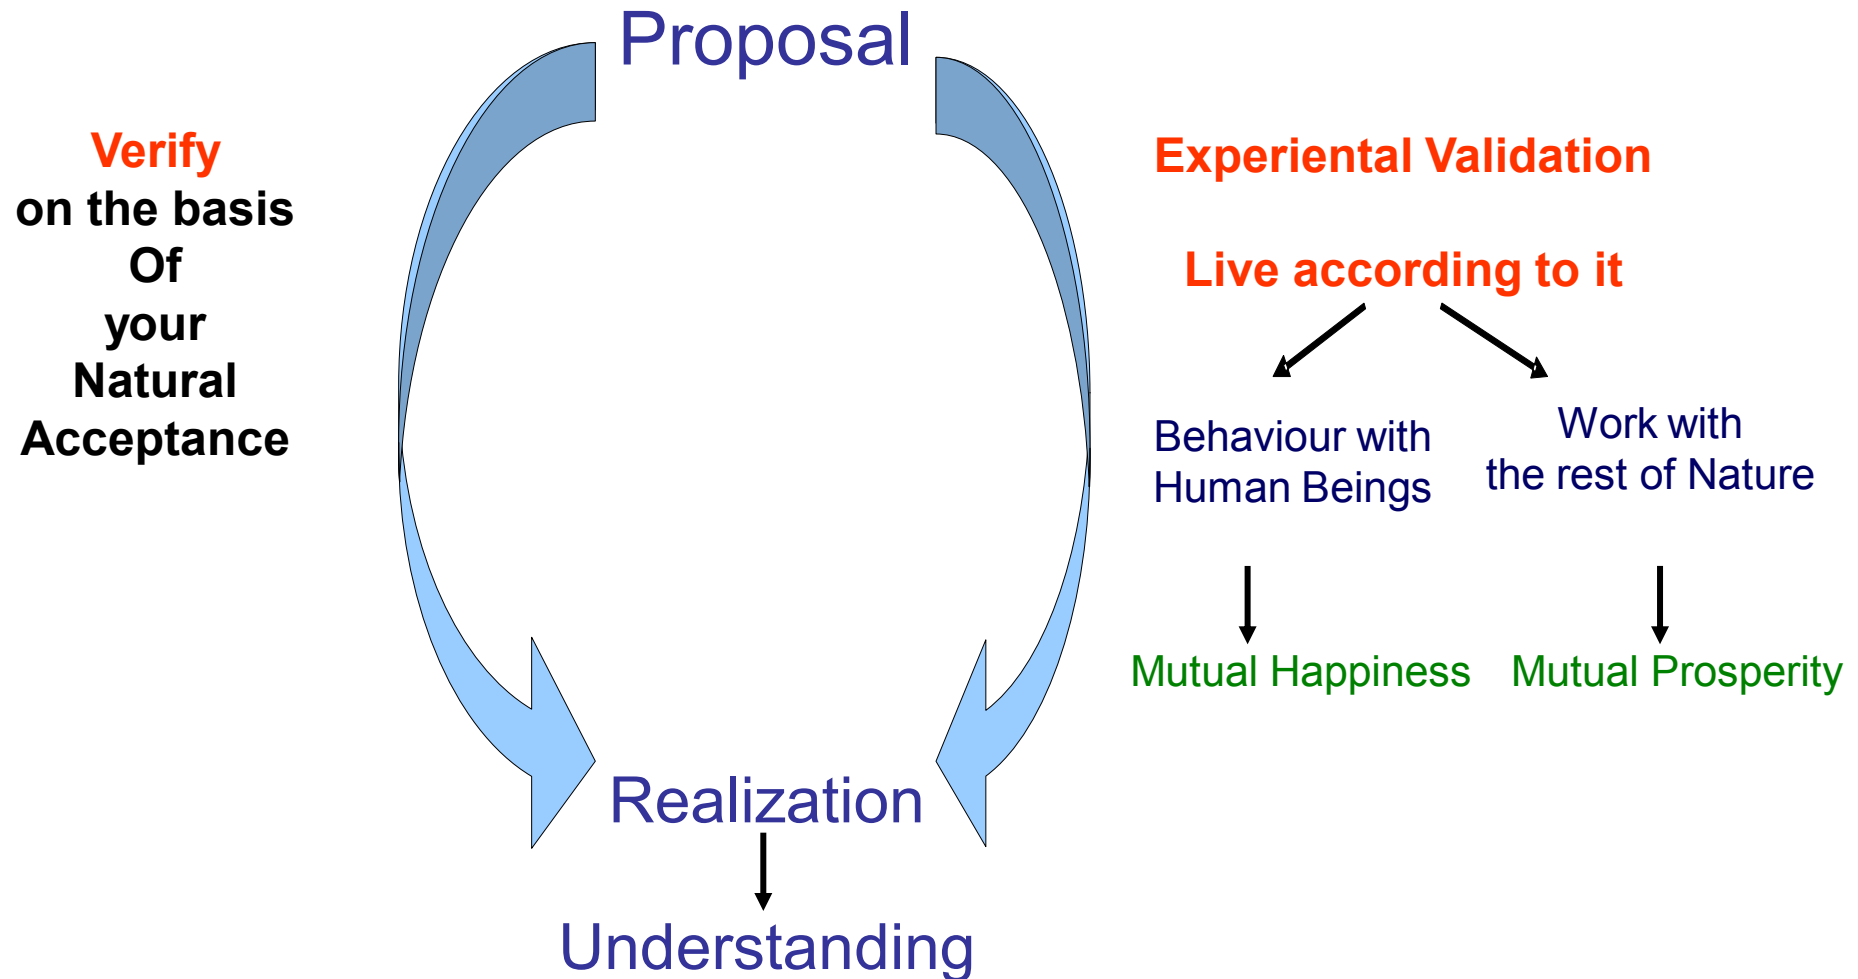 Proposal
Verify
on the basis
Of
your
Natural
Acceptance
Experiental Validation
Live according to it
Behaviour with
Human Beings
Work with
the rest of Nature
Mutual Happiness
Mutual Prosperity
Realization
Understanding